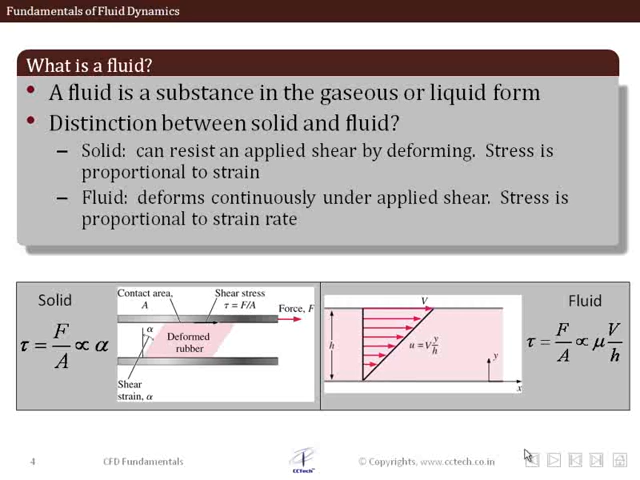 Fundamentals of Fluid Dynamics
What is a fluid?
• A fluid is a substance in the gaseous or liquid form
• Distinction between solid and fluid?
– Solid: can resist an applied shear by deforming. Stress is
proportional to strain
– Fluid: deforms continuously under applied shear. Stress is
proportional to strain rate
Solid
τ = F/A ∝ α
Contact area,
A
Shear stress
τ = F/A
Force, F
α
Deformed
rubber
Shear
strain, α
V
h
u = V y/h
y
x
Fluid
τ = F/A ∝ μ V/h
4
CFD Fundamentals
CCTech
© Copyrights, www.cctech.co.in